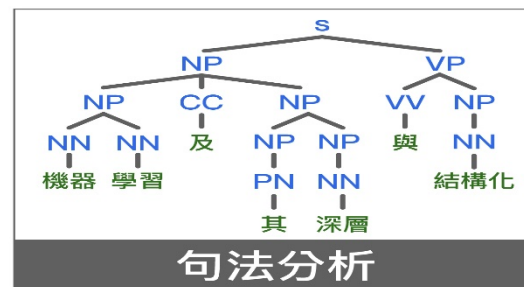 S
NP VP
NP CC NP VV NP
NN NN 及 NP NP 與 NN
機器 學習 PN NN 結構化
其 深層
句法分析